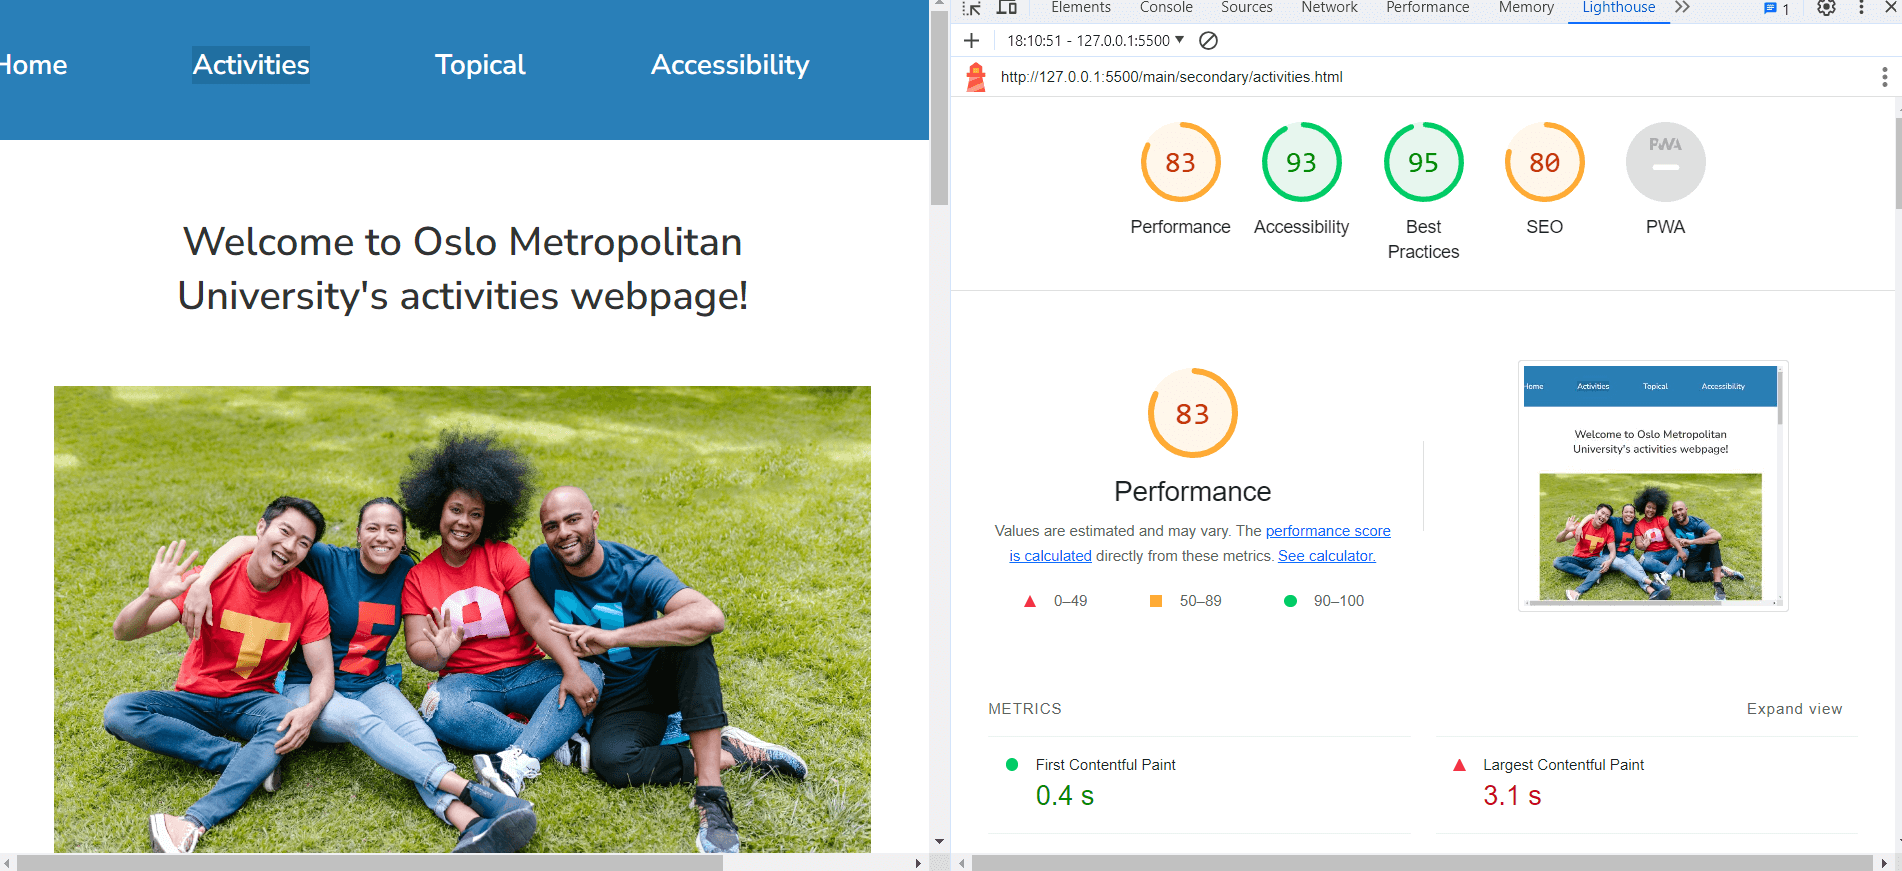 Home Activities Topical Accessibility
Welcome to Oslo Metropolitan
University's activities webpage!
T E A M
Elements Console Sources Network Performance Memory Lighthouse 1
18:10:51 - 127.0.0.1:5500
http://127.0.0.1:5500/main/secondary/activities.html
83 93 95 80 PWA
Performance Accessibility Best Practices SEO PWA
83
Performance
Values are estimated and may vary. The performance score
is calculated directly from these metrics. See calculator.
0–49 50–89 90–100
Home Activities Topical Accessibility
Welcome to Oslo Metropolitan
University's activities webpage!
METRICS Expand view
First Contentful Paint Largest Contentful Paint
0.4 s 3.1 s